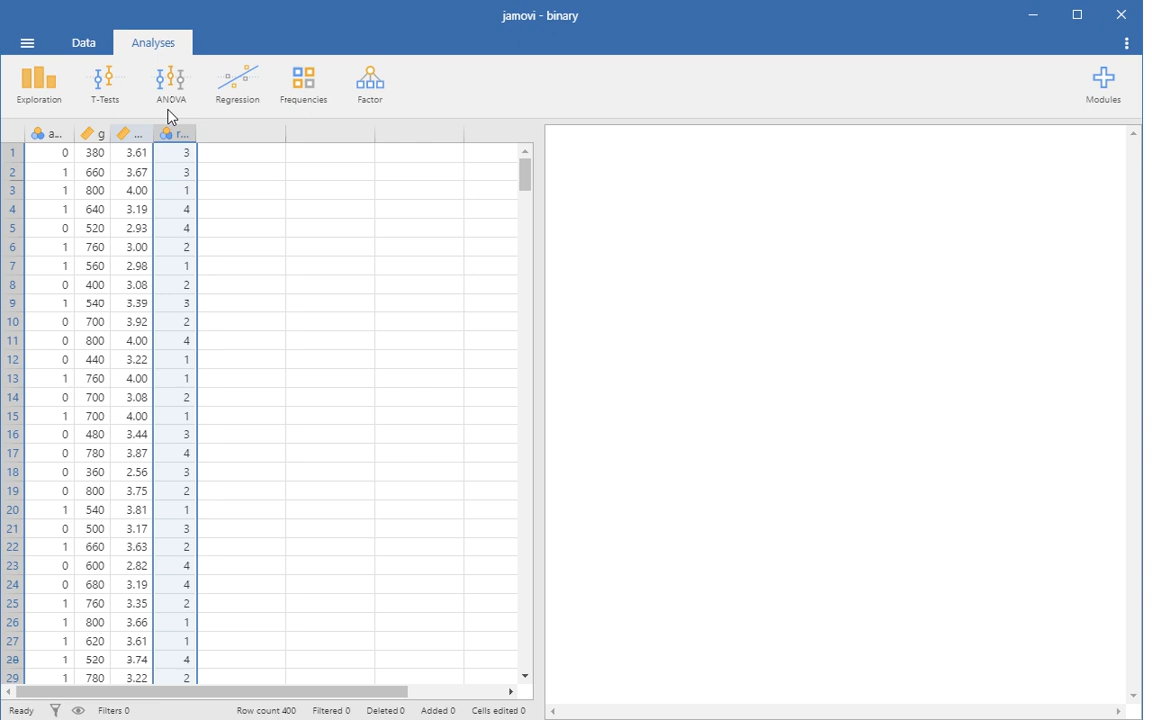 jamovi - binary
Data Analyses
Exploration T-Tests ANOVA Regression Frequencies Factor Modules
a... g ... r...
1 0 380 3.61 3
2 1 660 3.67 3
3 1 800 4.00 1
4 1 640 3.19 4
5 0 520 2.93 4
6 1 760 3.00 2
7 1 560 2.98 1
8 0 400 3.08 2
9 1 540 3.39 3
10 0 700 3.92 2
11 0 800 4.00 4
12 0 440 3.22 1
13 1 760 4.00 1
14 0 700 3.08 2
15 1 700 4.00 1
16 0 480 3.44 3
17 0 780 3.87 4
18 0 360 2.56 3
19 0 800 3.75 2
20 1 540 3.81 1
21 0 500 3.17 3
22 1 660 3.63 2
23 0 600 2.82 4
24 0 680 3.19 4
25 1 760 3.35 2
26 1 800 3.66 1
27 1 620 3.61 1
28 1 520 3.74 4
29 1 780 3.22 2
Ready Filters 0 Row count 400 Filtered 0 Deleted 0 Added 0 Cells edited 0